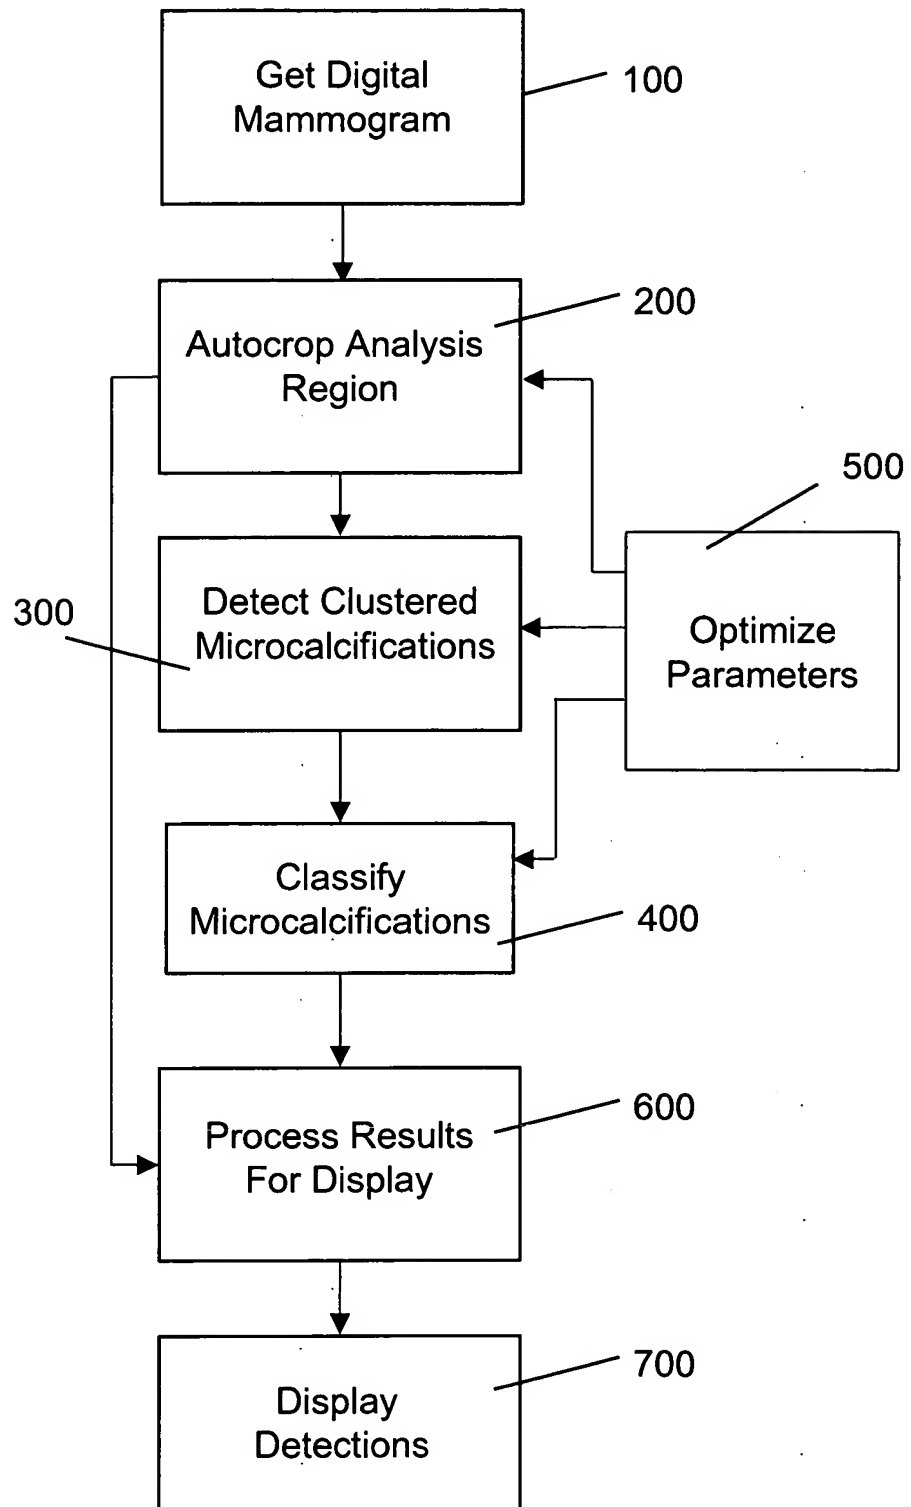 Get Digital
Mammogram
100
Autocrop Analysis
Region
200
500
Detect Clustered
Microcalcifications
300
Optimize
Parameters
Classify
Microcalcifications
400
Process Results
For Display
600
Display
Detections
700